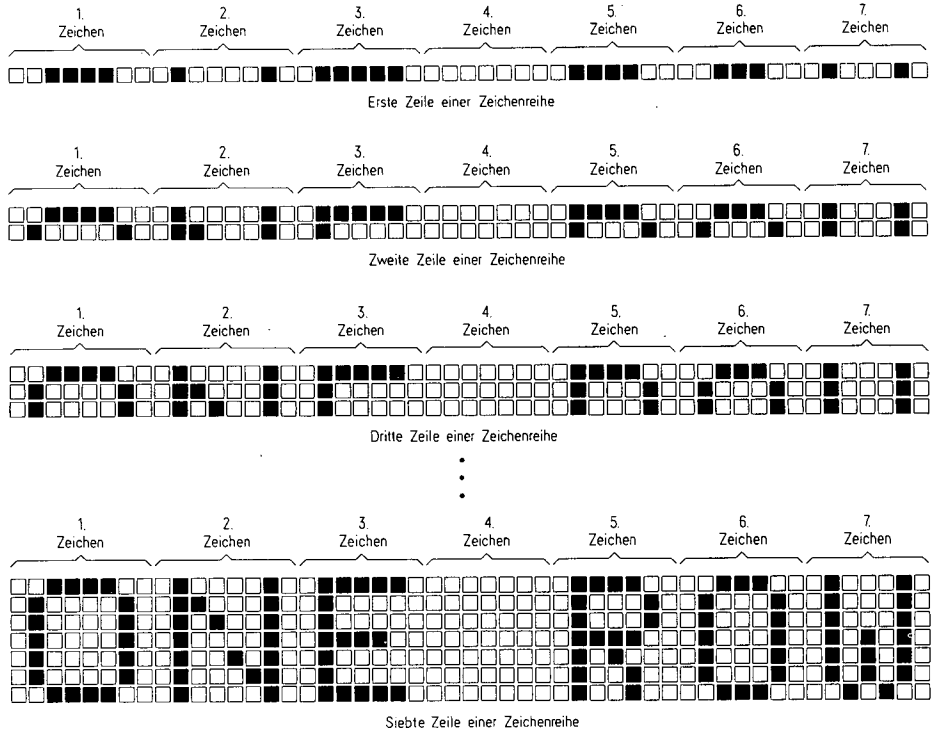 1. 2. 3. 4. 5. 6. 7.
Zeichen Zeichen Zeichen Zeichen Zeichen Zeichen Zeichen
Erste Zeile einer Zeichenreihe
1. 2. 3. 4. 5. 6. 7.
Zeichen Zeichen Zeichen Zeichen Zeichen Zeichen Zeichen
Zweite Zeile einer Zeichenreihe
1. 2. 3. 4. 5. 6. 7.
Zeichen Zeichen Zeichen Zeichen Zeichen Zeichen Zeichen
Dritte Zeile einer Zeichenreihe
1. 2. 3. 4. 5. 6. 7.
Zeichen Zeichen Zeichen Zeichen Zeichen Zeichen Zeichen
ONE ROW
Siebte Zeile einer Zeichenreihe